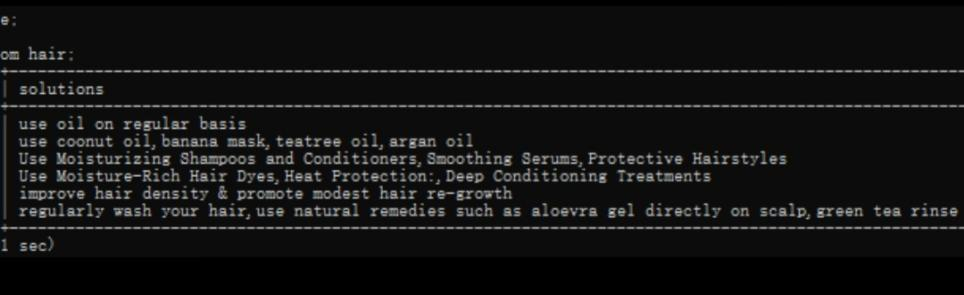 e;
om hair;
solutions
use oil on regular basis
use coonut oil,banana mask,teatree oil,argan oil
Use Moisturizing Shampoos and Conditioners,Smoothing Serums,Protective Hairstyles
Use Moisture-Rich Hair Dyes,Heat Protection:,Deep Conditioning Treatments
improve hair density & promote modest hair re-growth
regularly wash your hair,use natural remedies such as aloevra gel directly on scalp,green tea rinse
1 sec)